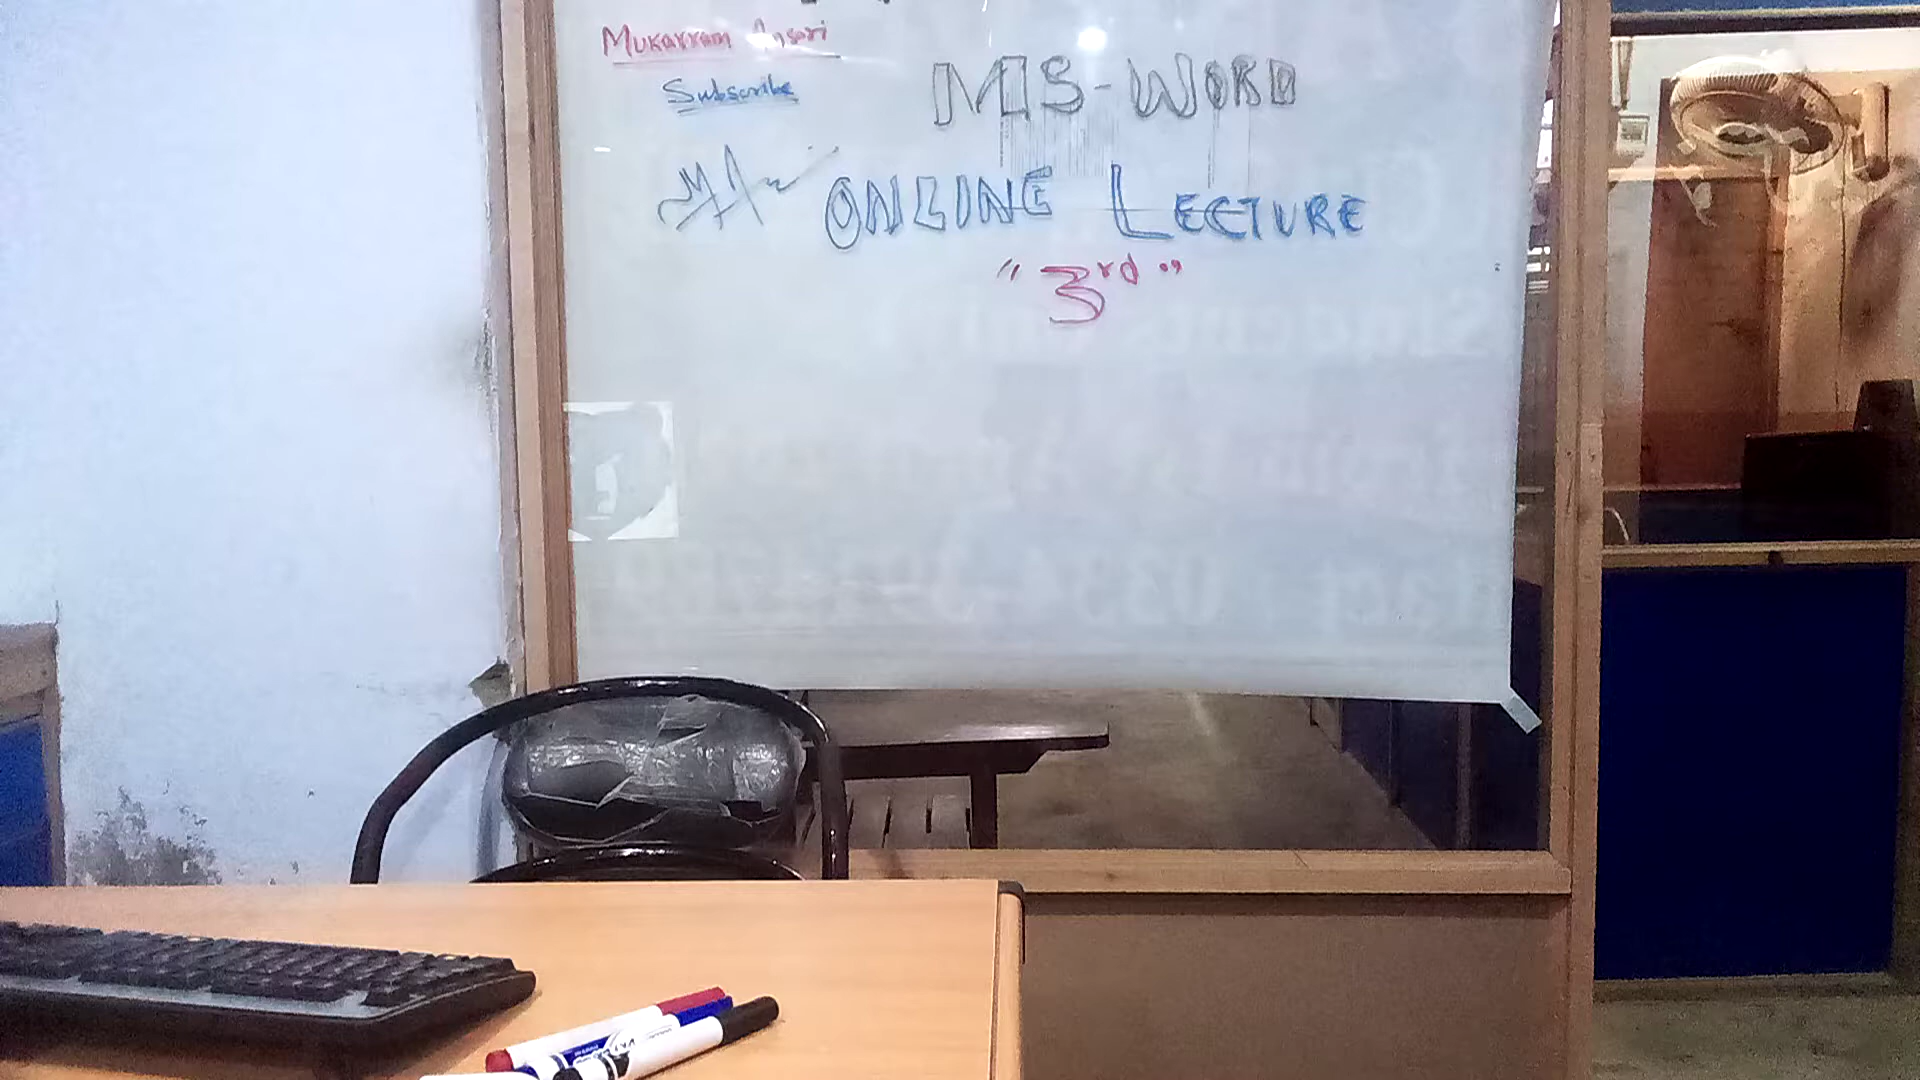 Mukarram Ansari
Subscribe
MS-WORD
ONLINE LECTURE
"3rd"